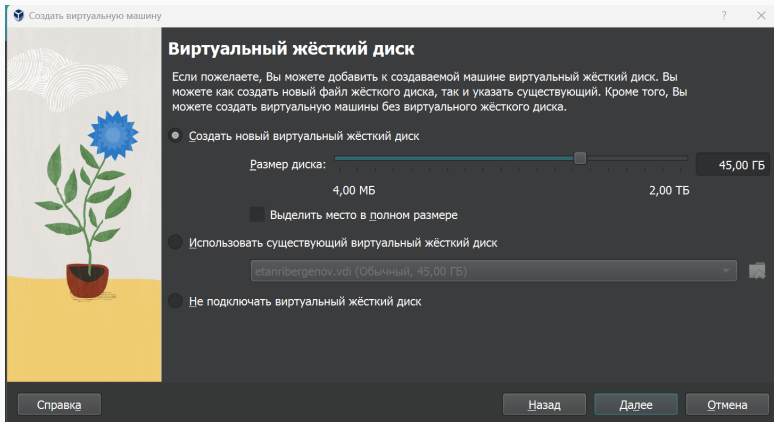 Создать виртуальную машину
? ×
Виртуальный жёсткий диск
Если пожелаете, Вы можете добавить к создаваемой машине виртуальный жёсткий диск. Вы
можете как создать новый файл жёсткого диска, так и указать существующий. Кроме того, Вы
можете создать виртуальную машины без виртуального жёсткого диска.
Создать новый виртуальный жёсткий диск
Размер диска:
45,00 ГБ
4,00 МБ
2,00 ТБ
Выделить место в полном размере
Использовать существующий виртуальный жёсткий диск
etanribergenov.vdi (Обычный, 45,00 ГБ)
Не подключать виртуальный жёсткий диск
Справка
Назад
Далее
Отмена